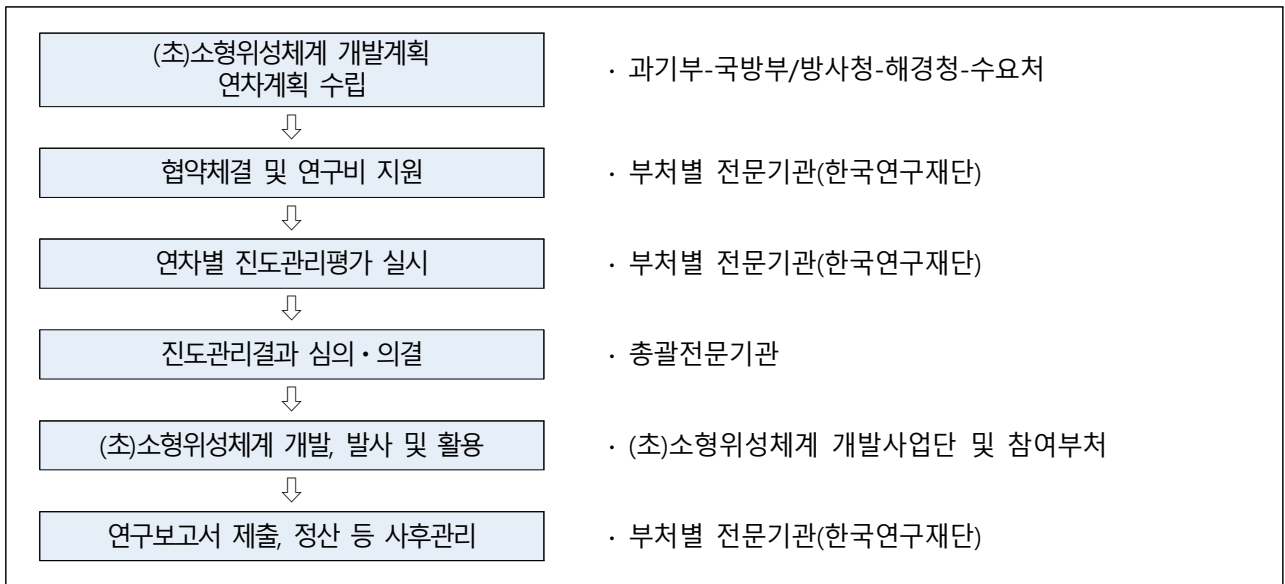 (초)소형위성체계 개발계획
연차계획 수립
· 과기부-국방부/방사청-해경청-수요처
⇩
협약체결 및 연구비 지원
· 부처별 전문기관(한국연구재단)
⇩
연차별 진도관리평가 실시
· 부처별 전문기관(한국연구재단)
⇩
진도관리결과 심의・의결
· 총괄전문기관
⇩
(초)소형위성체계 개발, 발사 및 활용
· (초)소형위성체계 개발사업단 및 참여부처
⇩
연구보고서 제출, 정산 등 사후관리
· 부처별 전문기관(한국연구재단)